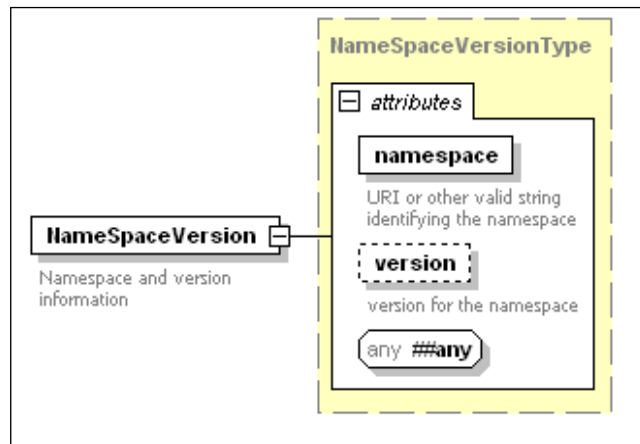 NameSpaceVersionType
attributes
namespace
URI or other valid string
identifying the namespace
NameSpaceVersion
Namespace and version
information
version
version for the namespace
any ##any